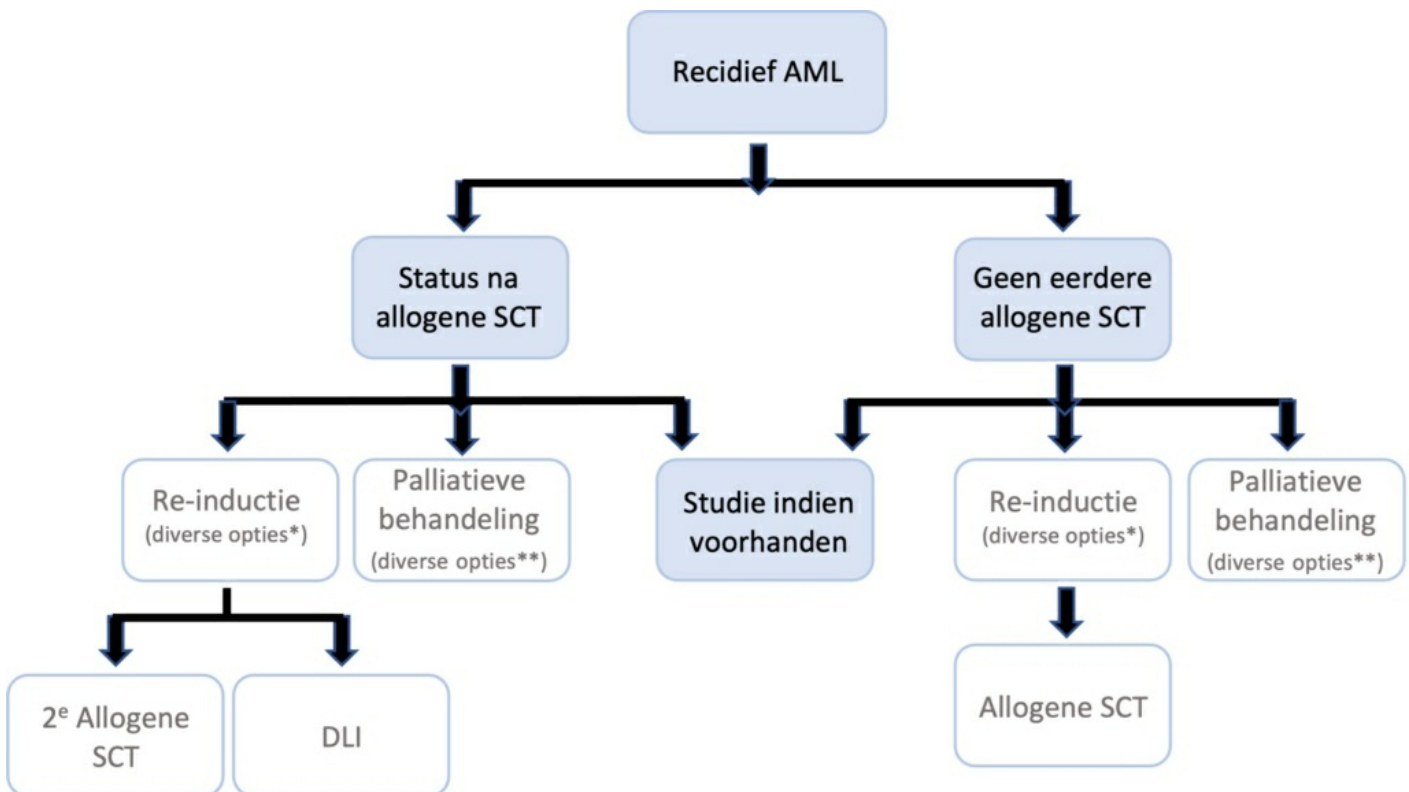 Recidief AML
Status na
allogene SCT
Geen eerdere
allogene SCT
Re-inductie
(diverse opties*)
Palliatieve
behandeling
(diverse opties**)
Studie indien
voorhanden
Re-inductie
(diverse opties*)
Palliatieve
behandeling
(diverse opties**)
2e Allogene
SCT
DLI
Allogene SCT